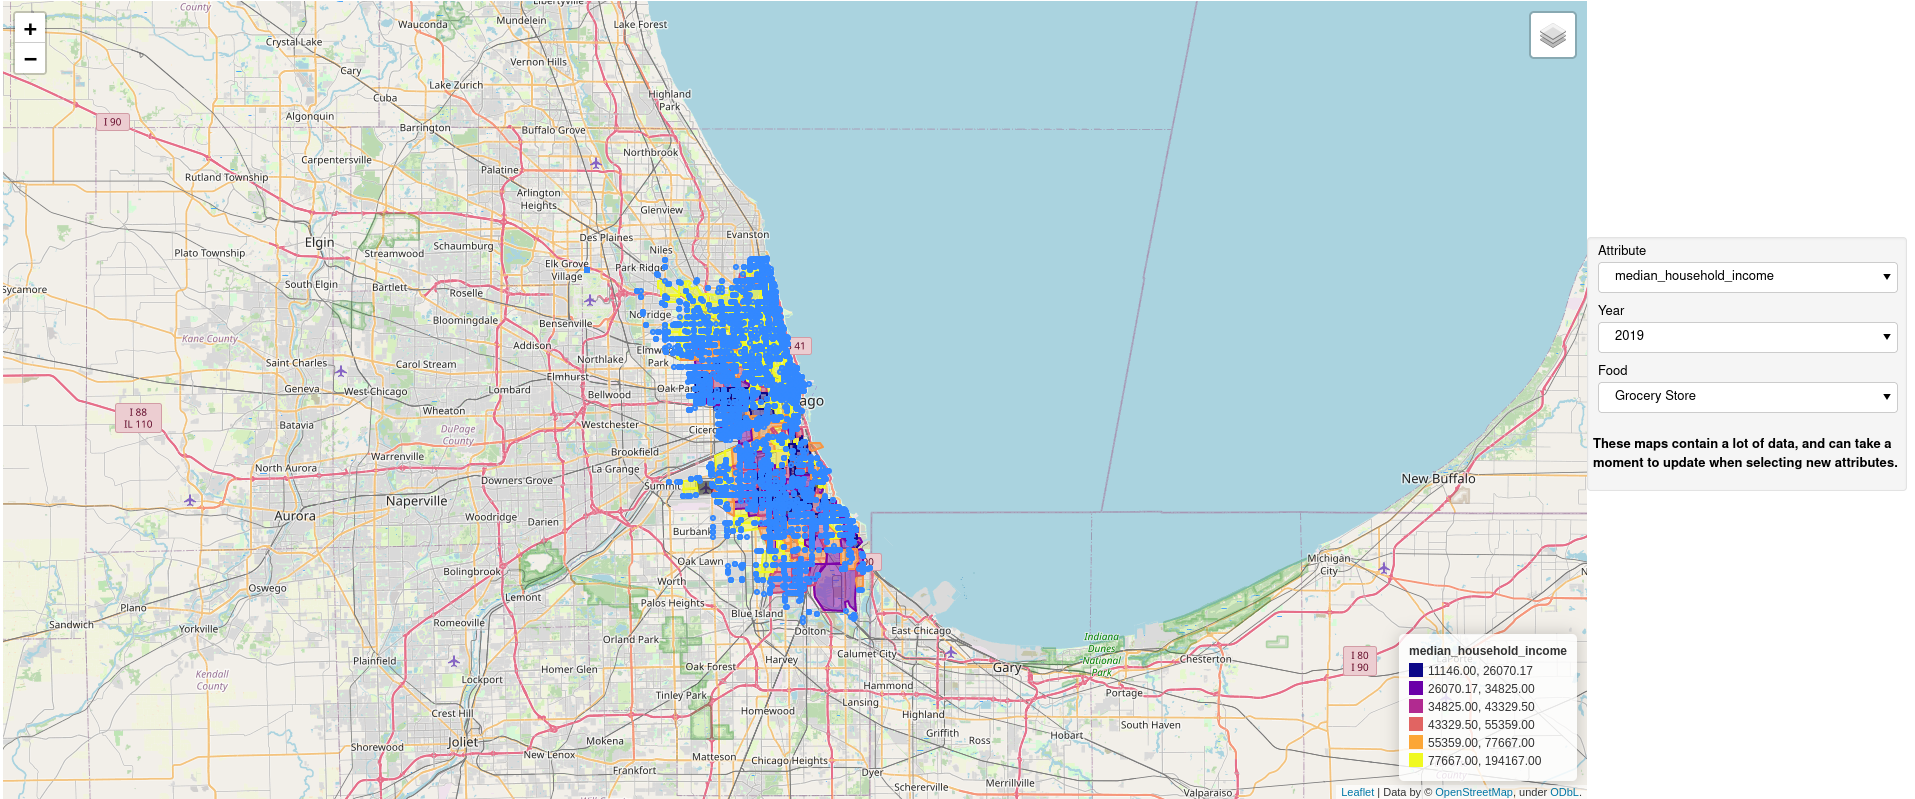 County
Libertyville
Wauconda
Mundelein
Lake Forest
Crystal Lake
Vernon Hills
Cary
Lake Zurich
Cuba
Highland
Park
Algonquin
I 90
Barrington
Buffalo Grove
Northbrook
Carpentersville
Palatine
Rutland Township
Arlington
Heights
Glenview
Evanston
Des Plaines
Elgin
Schaumburg
Niles
Plato Township
Streamwood
Elk Grove
Village
Park Ridge
Sycamore
South Elgin
Bartlett
Roselle
Norridge
Bloomingdale
Bensenville
Kane County
Addison
41
Elmw
Park
Saint Charles
Carol Stream
Northlake
Elmhurst
Geneva
West Chicago
Lombard
Bellwood
Oak Par
ago
I 88
IL 110
Wheaton
Batavia
DuPage
County
Westchester
Cicero
Warrenville
Brookfield
North Aurora
La Grange
Downers Grove
Summit
Naperville
Aurora
Woodridge
Darien
Burbank
New Buffalo
Oak Lawn
Michigan
City
Bolingbrook
Worth
Oswego
Lemont
Palos Heights
Plano
Blue Island
Sandwich
Yorkville
Romeoville
Dolton
East Chicago
Orland Park
Indiana
Dunes
National
Park
Plainfield
Harvey
Calumet City
Chesterton
I 80
I 90
Kendall
County
Homer Glen
Oak Forest
Gary
Lockport
Hammond
Tinley Park
Portage
Lansing
Crest Hill
Homewood
Highland
South Haven
Shorewood
Joliet
Mokena
Griffith
Ross
Hobart
New Lenox
Matteson
Chicago Heights
Frankfort
Dyer
Merrillville
Schererville
Valparaiso
+
−
Attribute
median_household_income
Year
2019
Food
Grocery Store
These maps contain a lot of data, and can take a
moment to update when selecting new attributes.
median_household_income
11146.00, 26070.17
26070.17, 34825.00
34825.00, 43329.50
43329.50, 55359.00
55359.00, 77667.00
77667.00, 194167.00
Leaflet | Data by © OpenStreetMap, under ODbL.